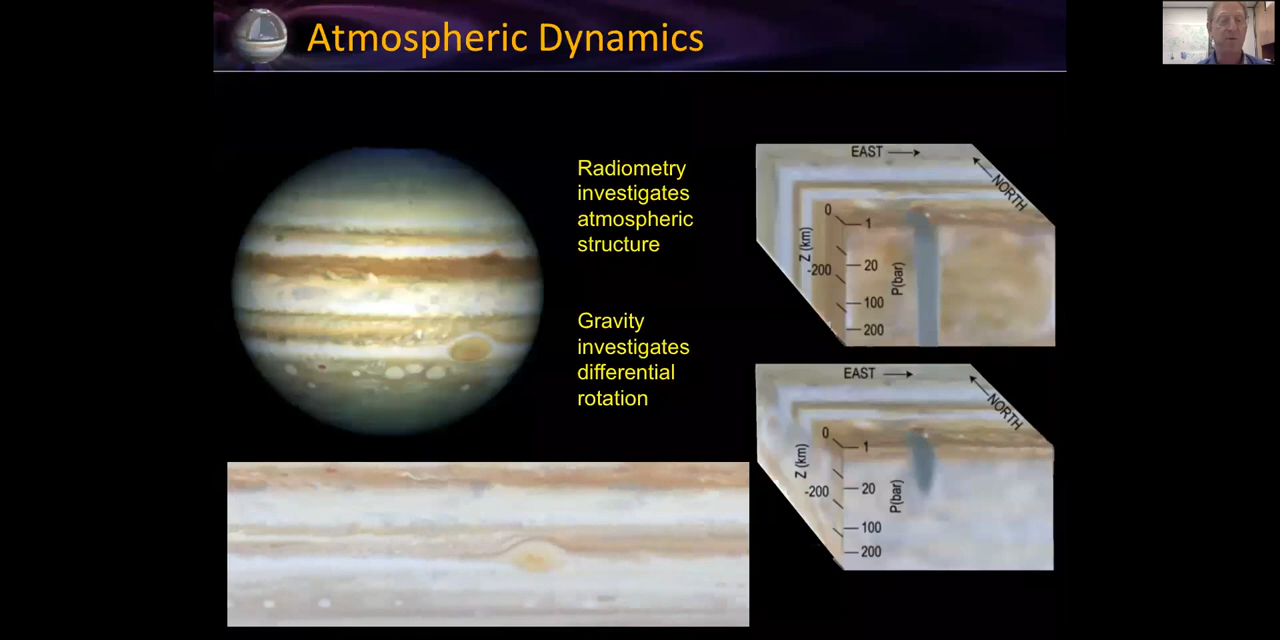 Atmospheric Dynamics
Radiometry
investigates
atmospheric
structure
Gravity
investigates
differential
rotation
EAST
NORTH
0
1
Z (km)
-200
20
P(bar)
100
200
EAST
NORTH
0
1
Z (km)
-200
20
P(bar)
100
200